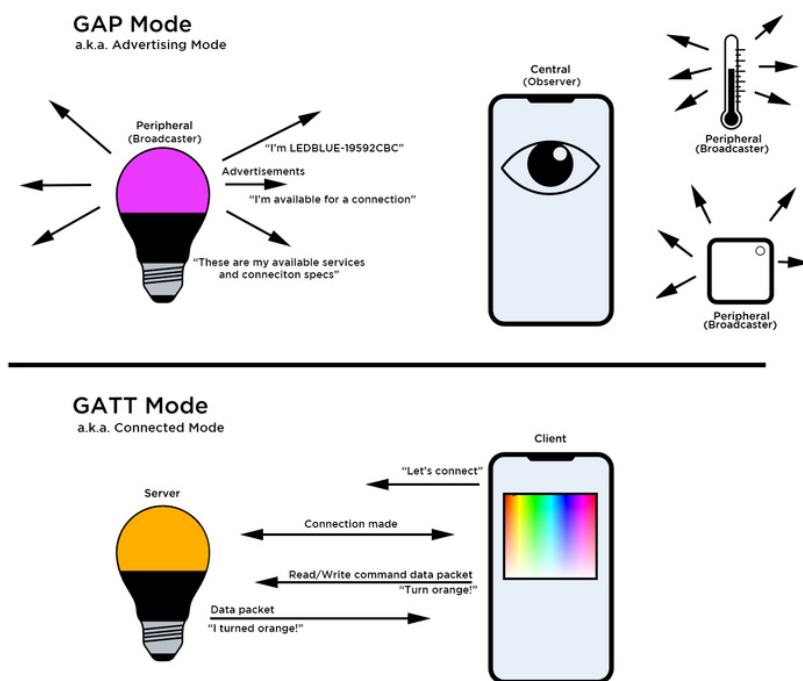 GAP Mode
a.k.a. Advertising Mode
Peripheral
(Broadcaster)
"I'm LEDBLUE-19592CBC"
Advertisements
"I'm available for a connection"
"These are my available services
and conneciton specs"
Central
(Observer)
Peripheral
(Broadcaster)
Peripheral
(Broadcaster)
GATT Mode
a.k.a. Connected Mode
Server
Client
"Let's connect"
Connection made
Read/Write command data packet
"Turn orange!"
Data packet
"I turned orange!"